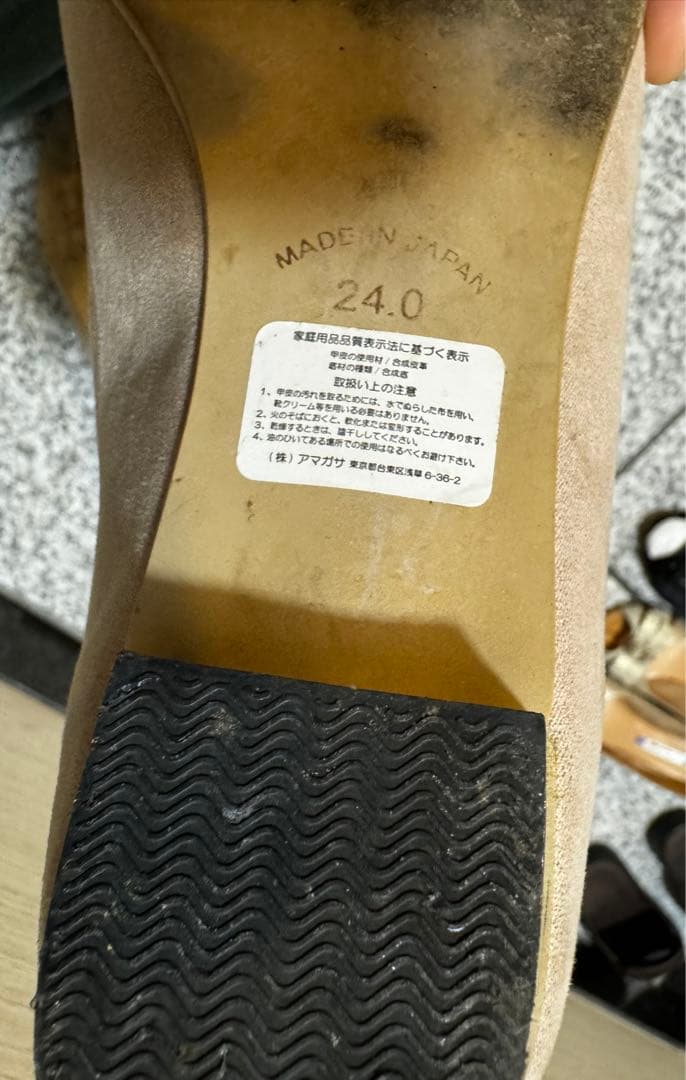 MADE IN JAPAN
24.0
家庭用品品質表示法に基づく表示
甲皮の使用材/合成皮革
底材の種類/合成底
取扱い上の注意
1、甲皮の汚れを取るためには、水でぬらした布を用い、
靴クリーム等を用いる必要はありません。
2、火のそばにおくと、軟化または変形することがあります。
3、乾燥するときは、陰干ししてください。
4、油のひいてある場所での使用はなるべくお避け下さい。
(株)アマガサ 東京都台東区浅草6-36-2